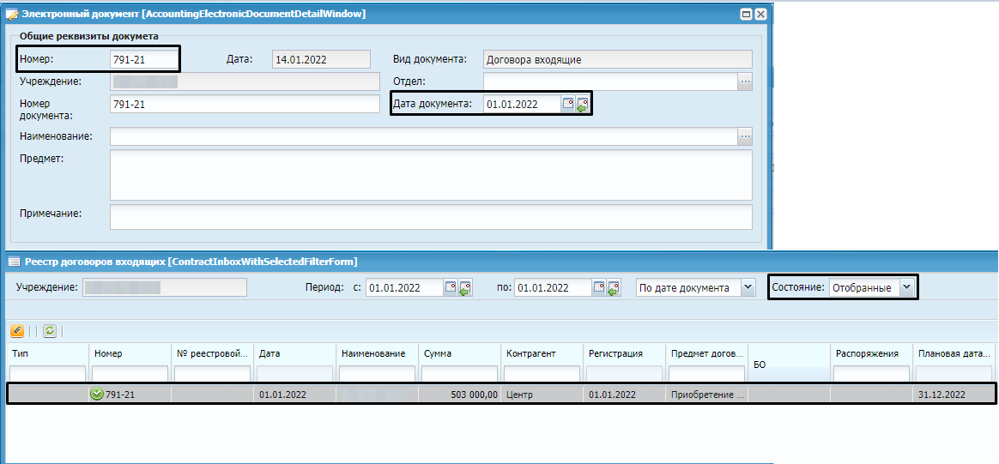 Электронный документ [AccountingElectronicDocumentDetailWindow]
Общие реквизиты докумета
Номер: 791-21 Дата: 14.01.2022 Вид документа: Договора входящие
Учреждение: Отдел:
Номер документа: 791-21 Дата документа: 01.01.2022
Наименование:
Предмет:
Примечание:
Реестр договоров входящих [ContractInboxWithSelectedFilterForm]
Учреждение: Период: с: 01.01.2022 по: 01.01.2022 По дате документа Состояние: Отобранные
Тип Номер № реестровой... Дата Наименование Сумма Контрагент Регистрация Предмет догов... БО Распоряжения Плановая дата...
791-21 01.01.2022 503 000,00 Центр 01.01.2022 Приобретение ... 31.12.2022